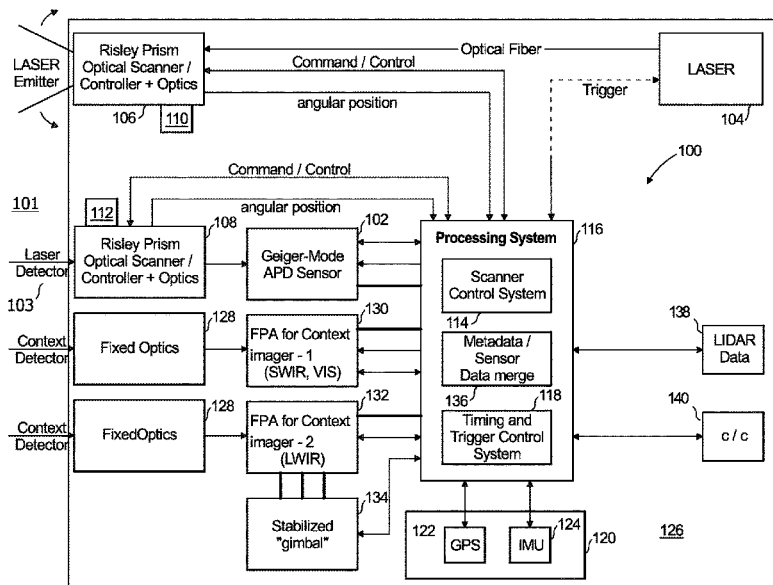 LASER
Emitter
Risley Prism
Optical Scanner /
Controller + Optics
106
110
Optical Fiber
Command / Control
angular position
Trigger
LASER
104
100
101
112
Command / Control
angular position
108
102
Laser
Detector
103
Risley Prism
Optical Scanner /
Controller + Optics
Geiger-Mode
APD Sensor
Processing System
116
Scanner
Control System
114
128
130
Context
Detector
Fixed Optics
FPA for Context
imager - 1
(SWIR, VIS)
Metadata /
Sensor
Data merge
136
118
138
LIDAR
Data
128
132
Context
Detector
FixedOptics
FPA for Context
imager - 2
(LWIR)
Timing and
Trigger Control
System
140
c / c
134
Stabilized
"gimbal"
122
GPS
IMU
124
120
126